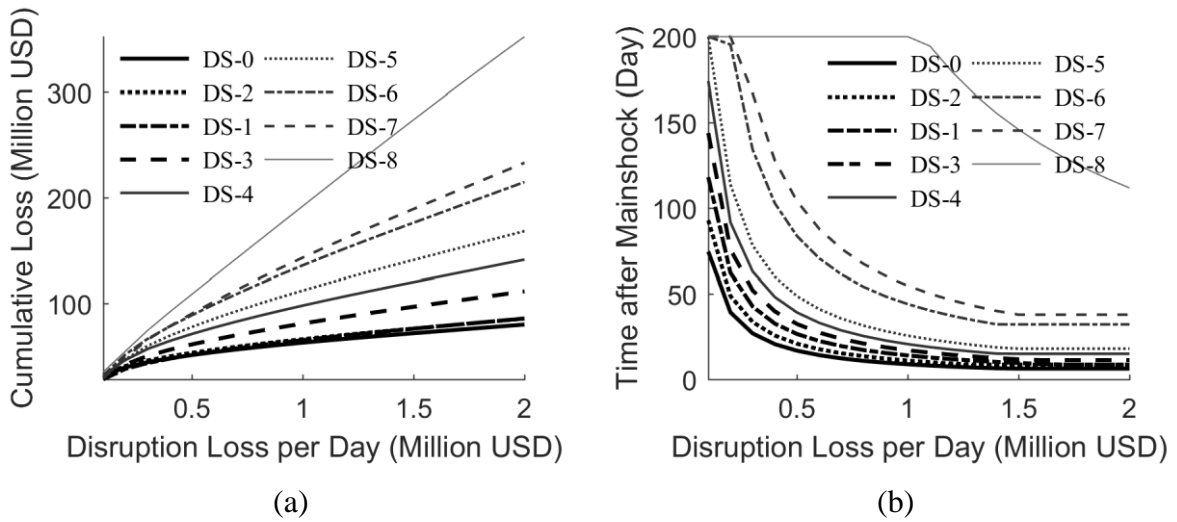 Cumulative Loss (Million USD)
300
200
100
0.5 1 1.5 2
Disruption Loss per Day (Million USD)
DS-0 DS-5
DS-2 DS-6
DS-1 DS-7
DS-3 DS-8
DS-4
(a)
Time after Mainshock (Day)
200
150
100
50
0
0.5 1 1.5 2
Disruption Loss per Day (Million USD)
DS-0 DS-5
DS-2 DS-6
DS-1 DS-7
DS-3 DS-8
DS-4
(b)